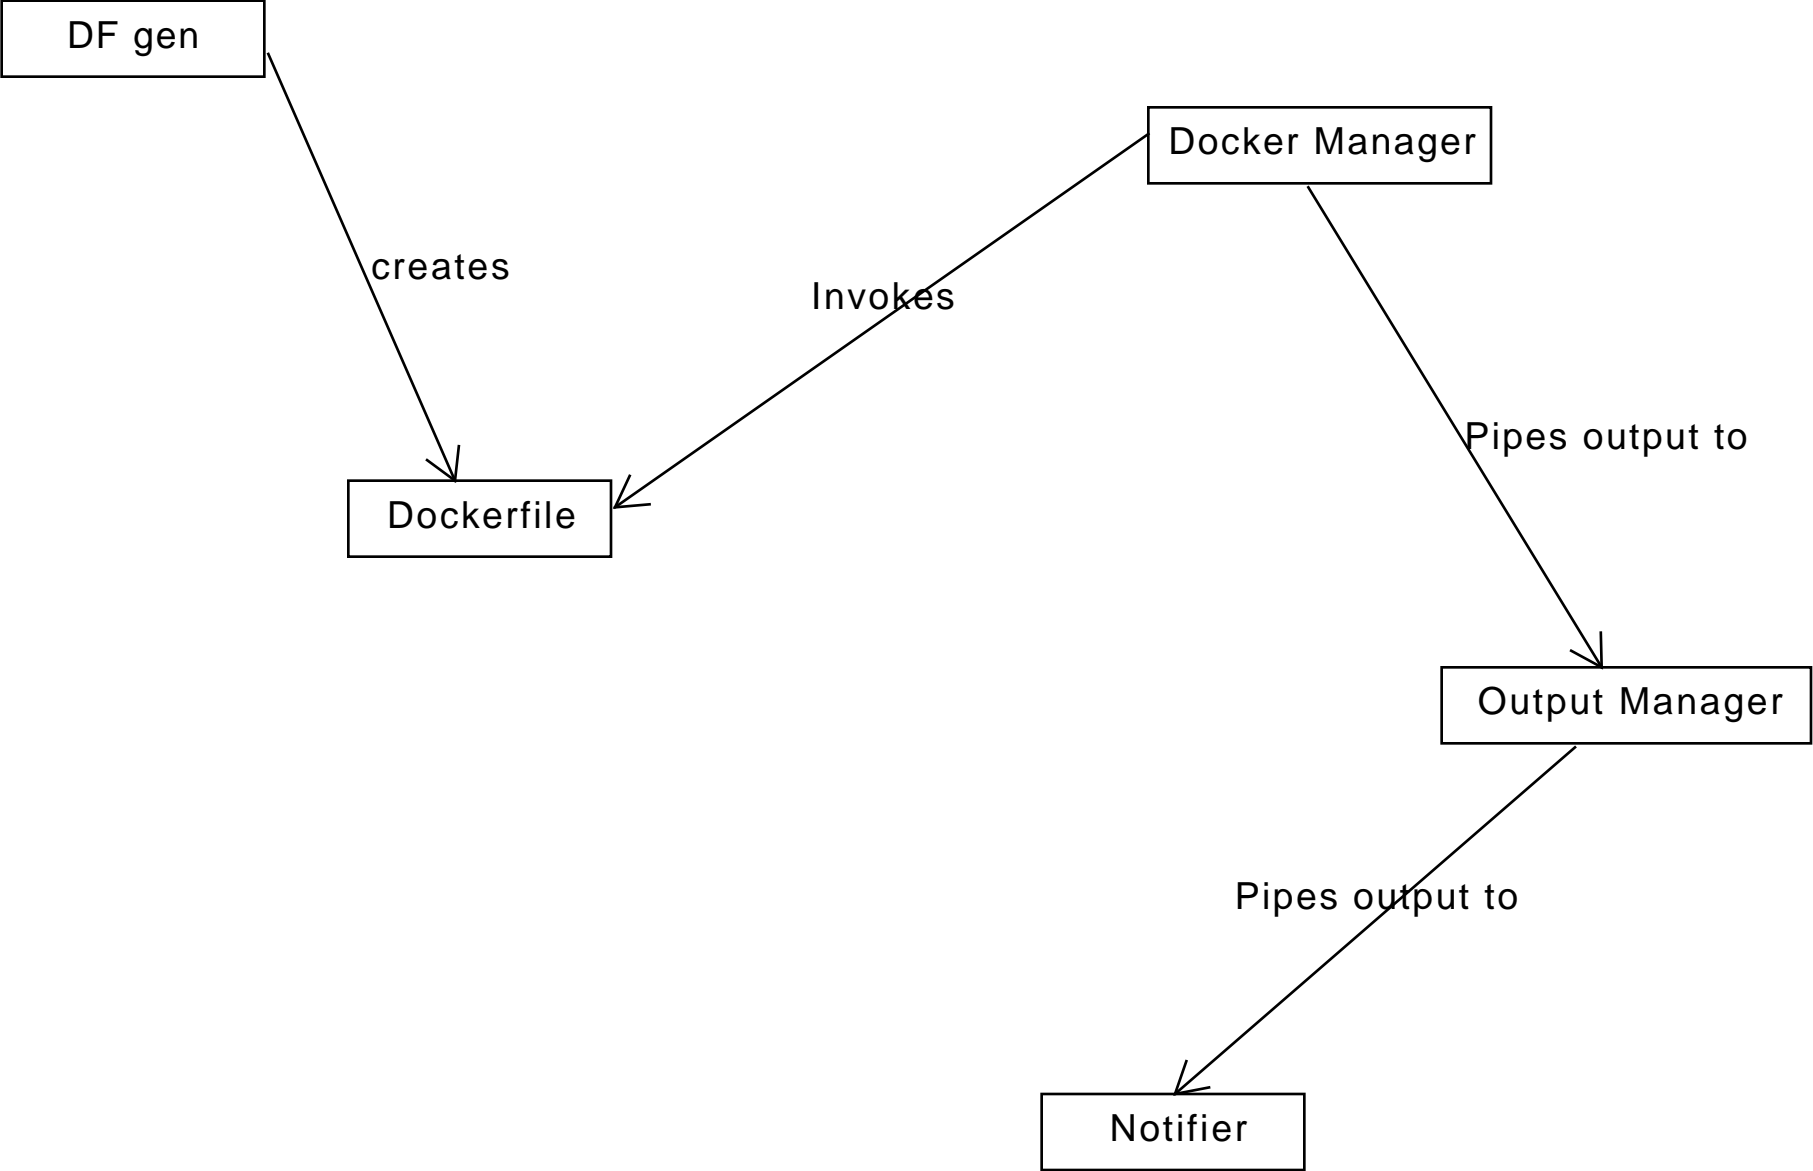 DF gen
Docker Manager
creates
Invokes
Pipes output to
Dockerfile
Output Manager
Pipes output to
Notifier